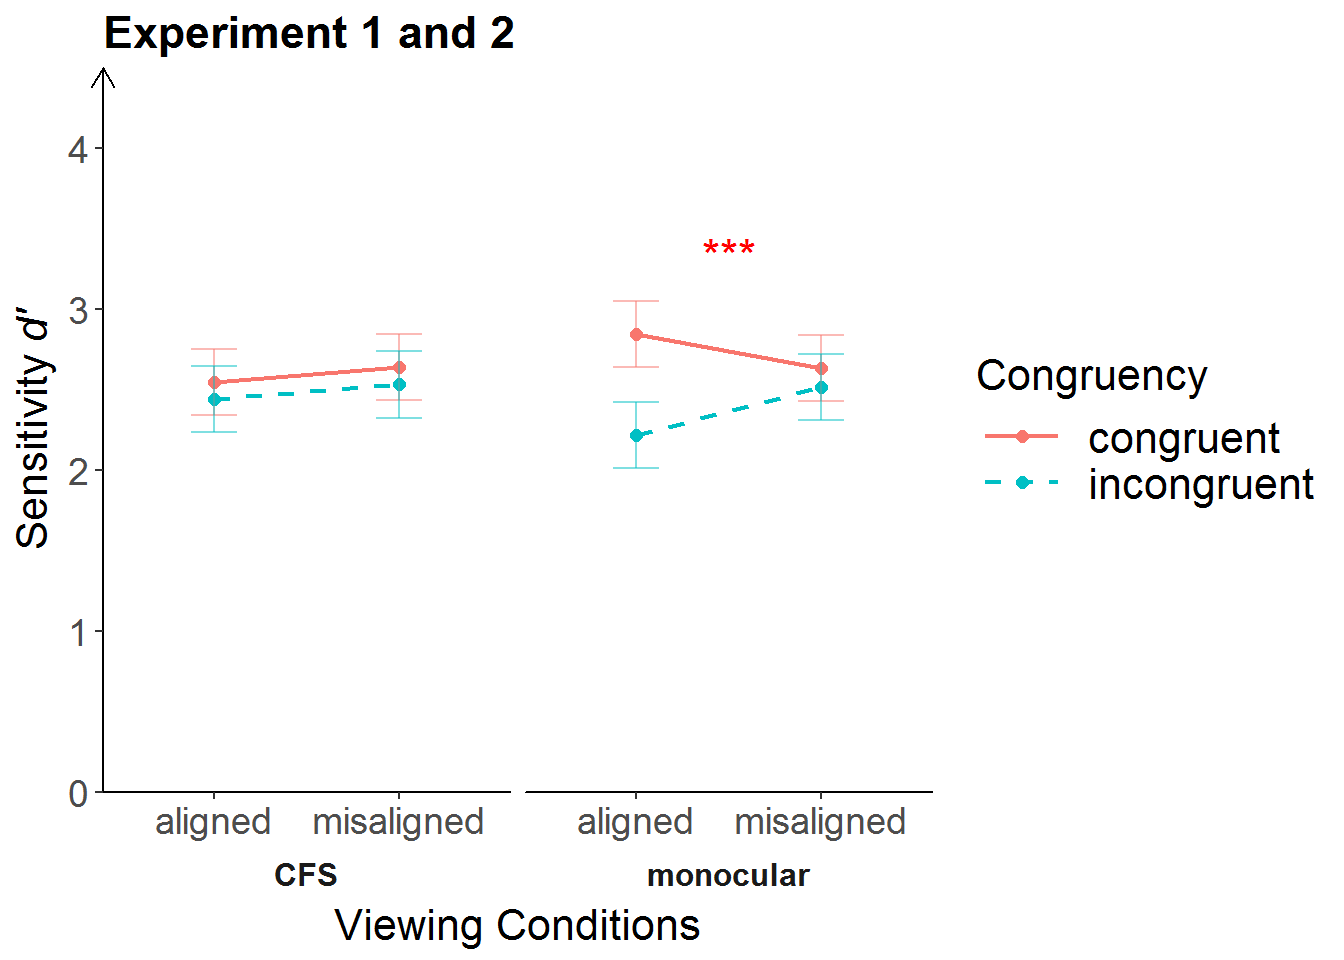 Experiment 1 and 2
4
3
2
1
0
Sensitivity d'
***
aligned misaligned aligned misaligned
CFS monocular
Viewing Conditions
Congruency
congruent
incongruent